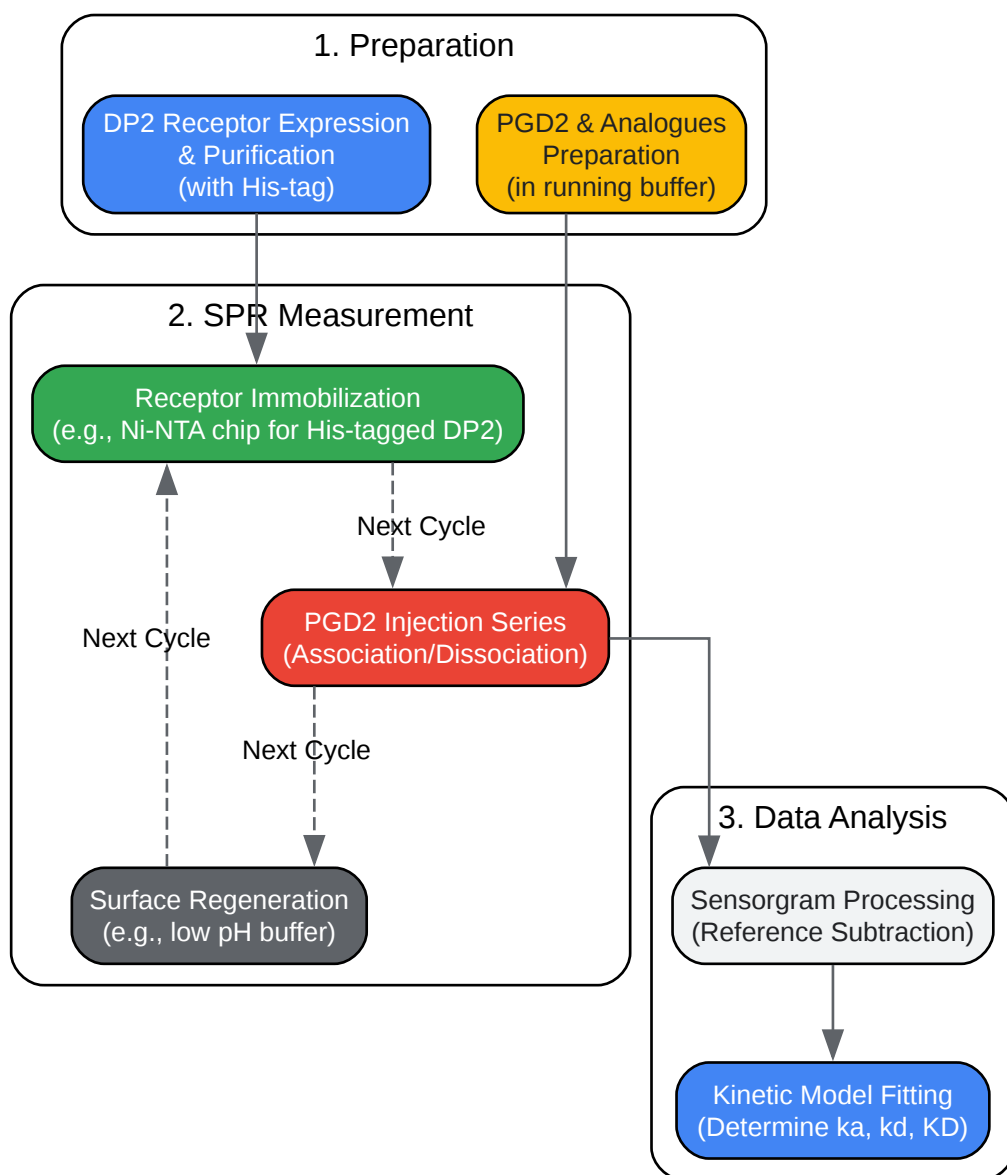 1. Preparation
DP2 Receptor Expression
& Purification
(with His-tag)
PGD2 & Analogues
Preparation
(in running buffer)
2. SPR Measurement
Receptor Immobilization
(e.g., Ni-NTA chip for His-tagged DP2)
Next Cycle
PGD2 Injection Series
(Association/Dissociation)
Next Cycle
Next Cycle
Surface Regeneration
(e.g., low pH buffer)
3. Data Analysis
Sensorgram Processing
(Reference Subtraction)
Kinetic Model Fitting
(Determine ka, kd, KD)